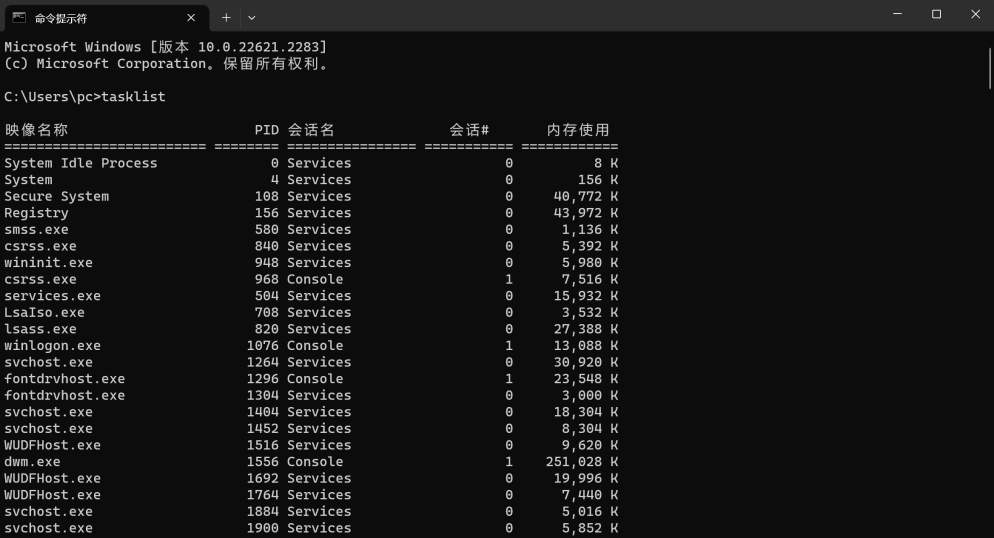 命令提示符
Microsoft Windows [版本 10.0.22621.2283]
(c) Microsoft Corporation。保留所有权利。
C:\Users\pc>tasklist
映像名称                       PID 会话名              会话#       内存使用
========================= ======== ================ =========== ============
System Idle Process              0 Services                   0          8 K
System                           4 Services                   0        156 K
Secure System                  108 Services                   0     40,772 K
Registry                       156 Services                   0     43,972 K
smss.exe                       580 Services                   0      1,136 K
csrss.exe                      840 Services                   0      5,392 K
wininit.exe                    948 Services                   0      5,980 K
csrss.exe                      968 Console                    1      7,516 K
services.exe                   504 Services                   0     15,932 K
LsaIso.exe                     708 Services                   0      3,532 K
lsass.exe                      820 Services                   0     27,388 K
winlogon.exe                  1076 Console                    1     13,088 K
svchost.exe                   1264 Services                   0     30,920 K
fontdrvhost.exe               1296 Console                    1     23,548 K
fontdrvhost.exe               1304 Services                   0      3,000 K
svchost.exe                   1404 Services                   0     18,304 K
svchost.exe                   1452 Services                   0      8,304 K
WUDFHost.exe                  1516 Services                   0      9,620 K
dwm.exe                       1556 Console                    1    251,028 K
WUDFHost.exe                  1692 Services                   0     19,996 K
WUDFHost.exe                  1764 Services                   0      7,440 K
svchost.exe                   1884 Services                   0      5,016 K
svchost.exe                   1900 Services                   0      5,852 K